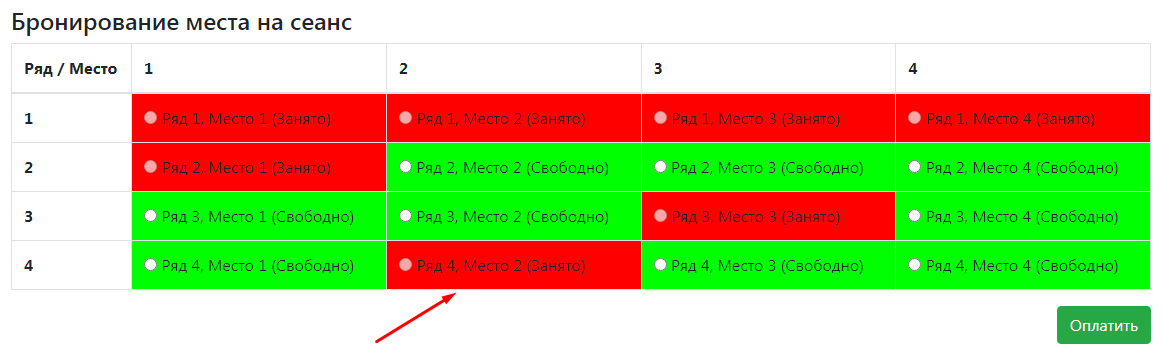 Бронирование места на сеанс
Ряд / Место 1 2 3 4
1 Ряд 1, Место 1 (Занято) Ряд 1, Место 2 (Занято) Ряд 1, Место 3 (Занято) Ряд 1, Место 4 (Занято)
2 Ряд 2, Место 1 (Занято) Ряд 2, Место 2 (Свободно) Ряд 2, Место 3 (Свободно) Ряд 2, Место 4 (Свободно)
3 Ряд 3, Место 1 (Свободно) Ряд 3, Место 2 (Свободно) Ряд 3, Место 3 (Занято) Ряд 3, Место 4 (Свободно)
4 Ряд 4, Место 1 (Свободно) Ряд 4, Место 2 (Занято) Ряд 4, Место 3 (Свободно) Ряд 4, Место 4 (Свободно)
Оплатить